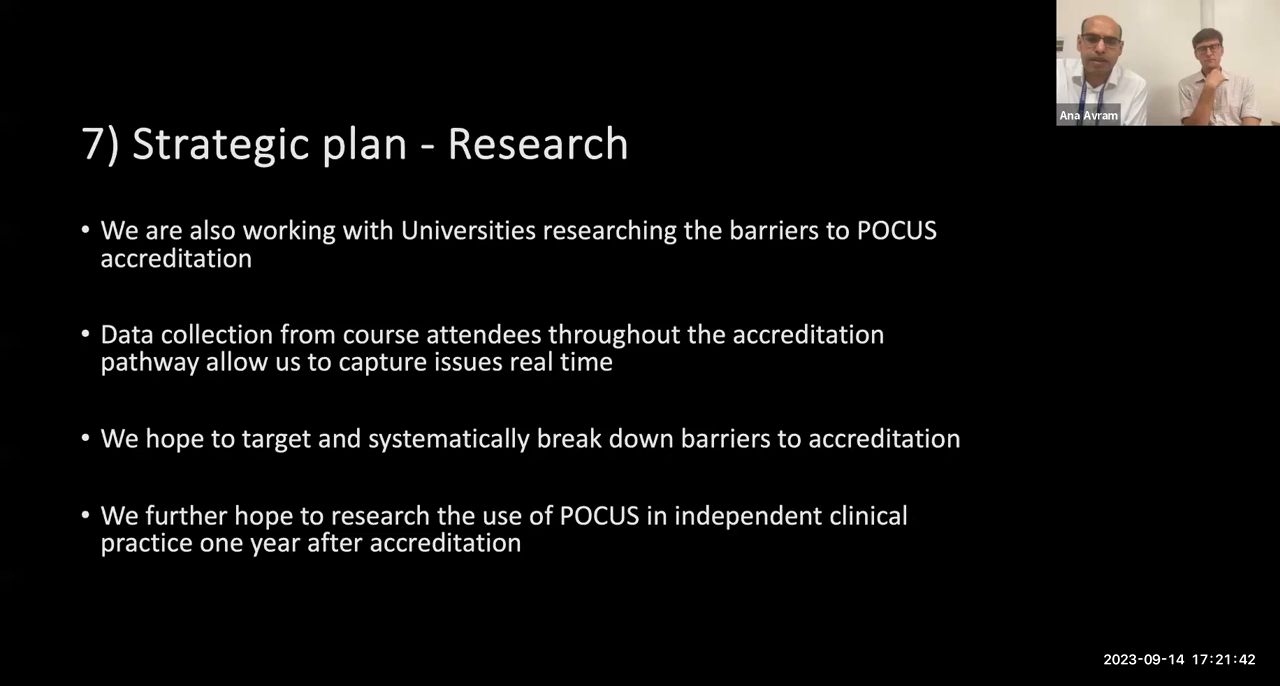 Ana Avram
7) Strategic plan - Research
• We are also working with Universities researching the barriers to POCUS
accreditation
• Data collection from course attendees throughout the accreditation
pathway allow us to capture issues real time
• We hope to target and systematically break down barriers to accreditation
• We further hope to research the use of POCUS in independent clinical
practice one year after accreditation
2023-09-14 17:21:42